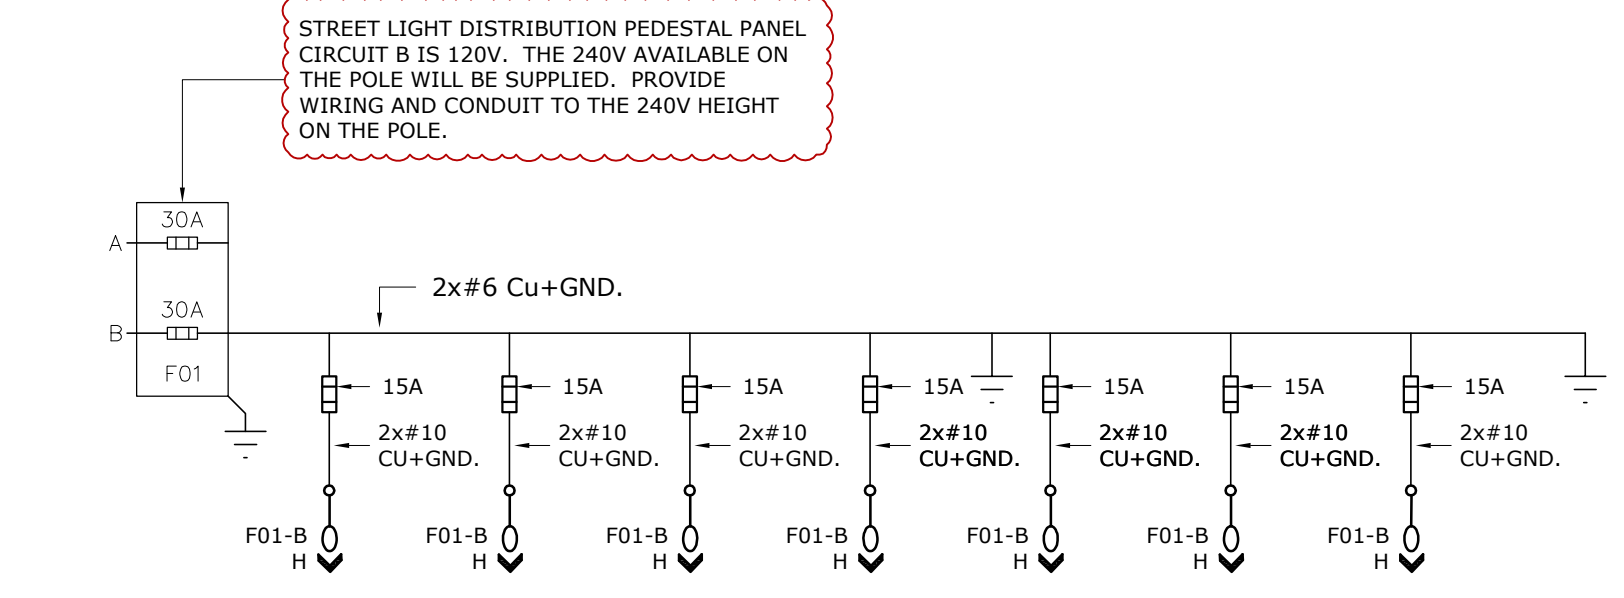 STREET LIGHT DISTRIBUTION PEDESTAL PANEL
CIRCUIT B IS 120V. THE 240V AVAILABLE ON
THE POLE WILL BE SUPPLIED. PROVIDE
WIRING AND CONDUIT TO THE 240V HEIGHT
ON THE POLE.
30A
A
30A
B
F01
2x#6 Cu+GND.
15A
15A
15A
15A
15A
15A
15A
2x#10
CU+GND.
2x#10
CU+GND.
2x#10
CU+GND.
2x#10
CU+GND.
2x#10
CU+GND.
2x#10
CU+GND.
2x#10
CU+GND.
F01-B
H
F01-B
H
F01-B
H
F01-B
H
F01-B
H
F01-B
H
F01-B
H